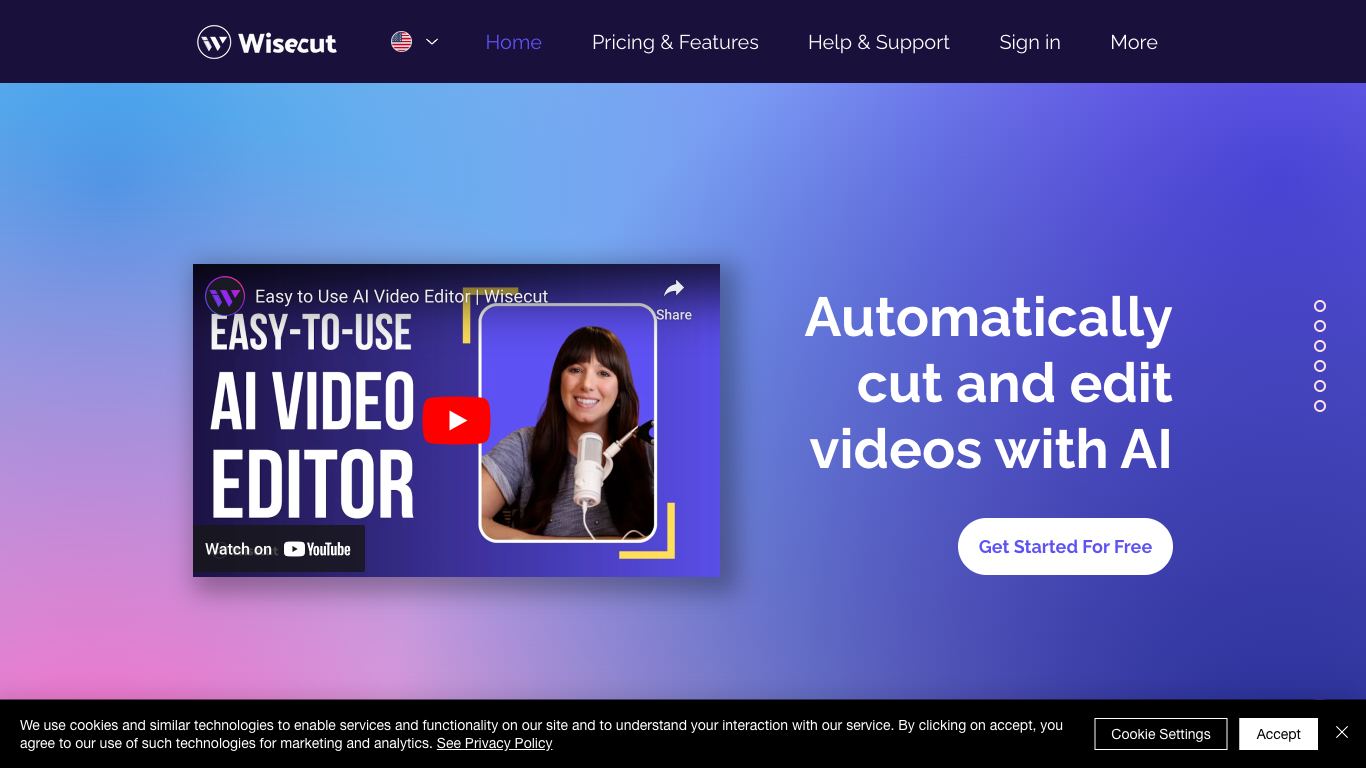 Wisecut
Home
Pricing & Features
Help & Support
Sign in
More
Easy to Use AI Video Editor | Wisecut
Share
EASY-TO-USE
AI VIDEO
EDITOR
Watch on YouTube
Automatically
cut and edit
videos with AI
Get Started For Free
We use cookies and similar technologies to enable services and functionality on our site and to understand your interaction with our service. By clicking on accept, you
agree to our use of such technologies for marketing and analytics. See Privacy Policy
Cookie Settings
Accept